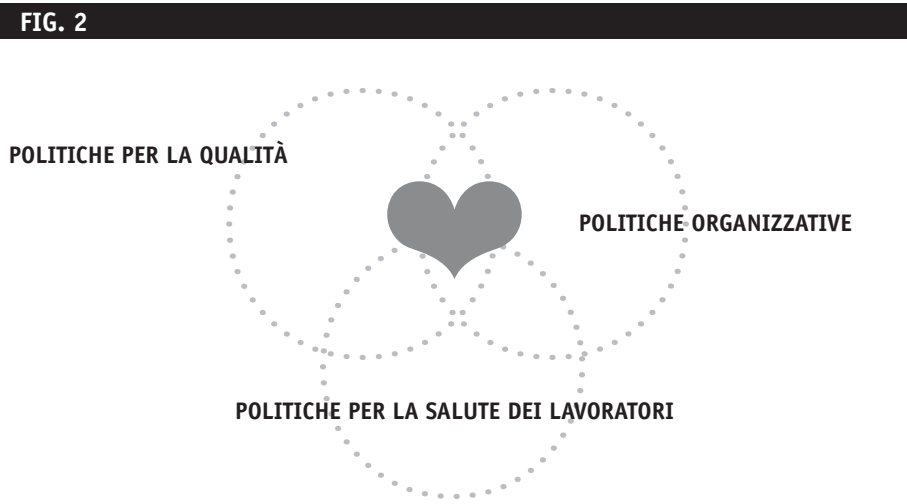 FIG. 2
POLITICHE PER LA QUALITÀ
POLITICHE ORGANIZZATIVE
POLITICHE PER LA SALUTE DEI LAVORATORI